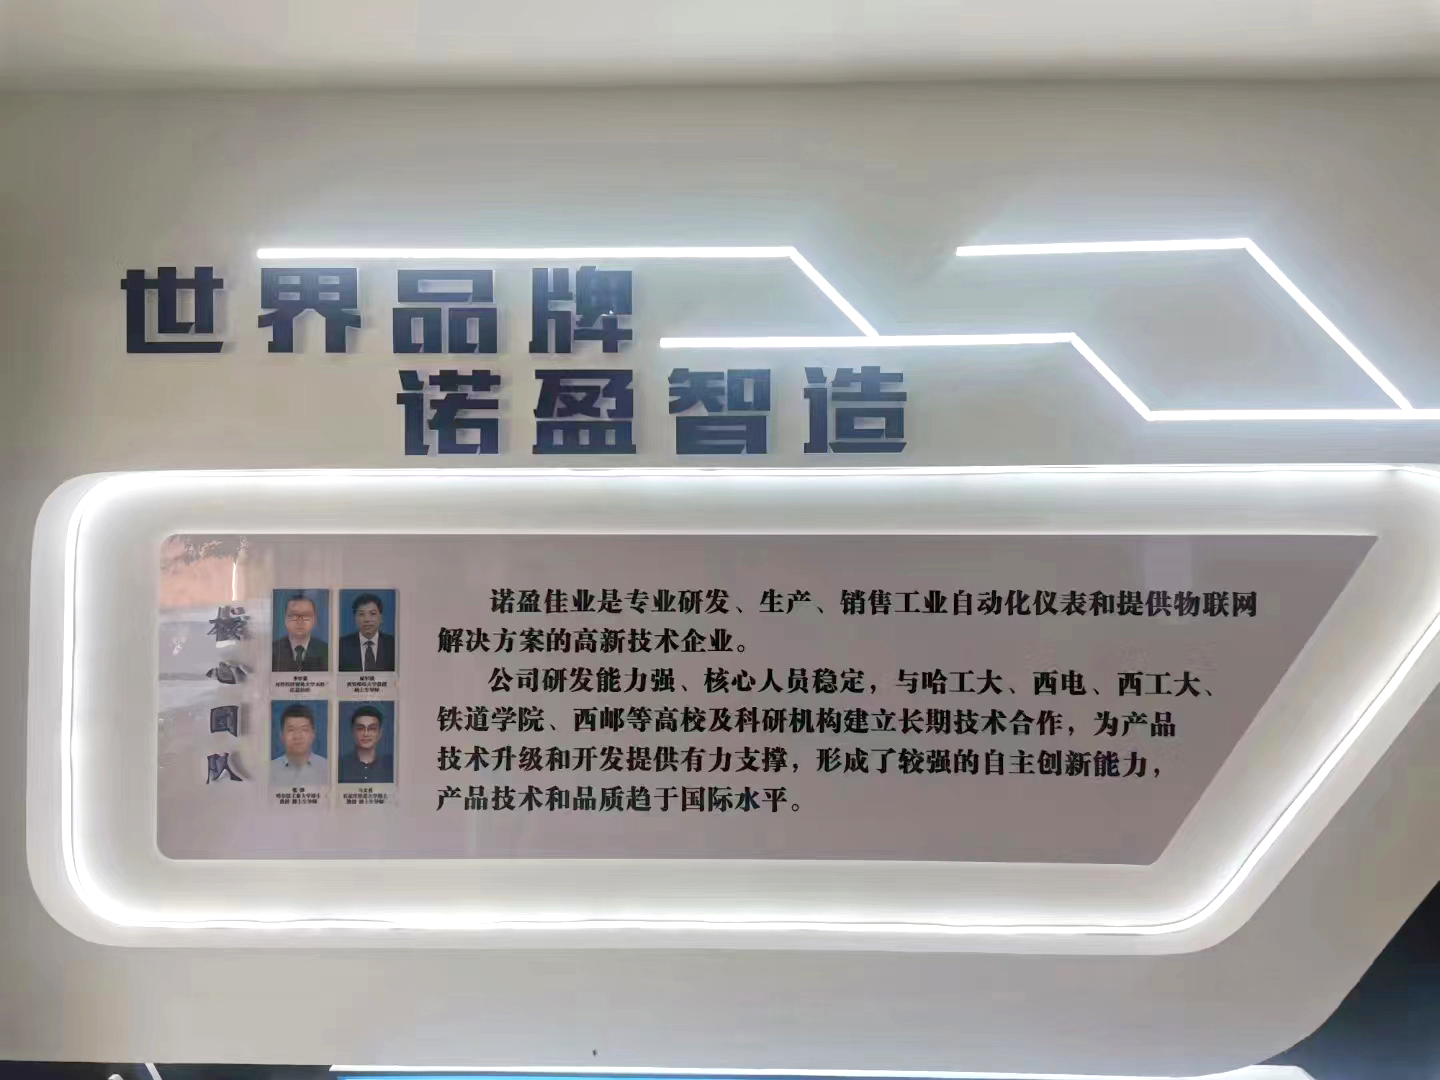 世界品牌
诺盈智造
核心团队
诺盈佳业是专业研发、生产、销售工业自动化仪表和提供物联网
解决方案的高新技术企业。
公司研发能力强、核心人员稳定，与哈工大、西电、西工大、
铁道学院、西邮等高校及科研机构建立长期技术合作，为产品
技术升级和开发提供有力支撑，形成了较强的自主创新能力，
产品技术和品质趋于国际水平。